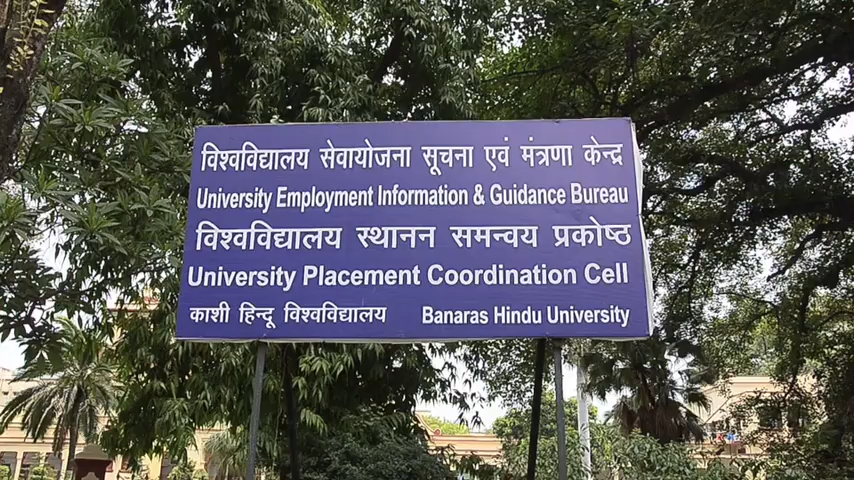 विश्वविद्यालय सेवायोजना सूचना एवं मंत्रणा केन्द्र
University Employment Information & Guidance Bureau
विश्वविद्यालय स्थानन समन्वय प्रकोष्ठ
University Placement Coordination Cell
काशी हिन्दू विश्वविद्यालय Banaras Hindu University